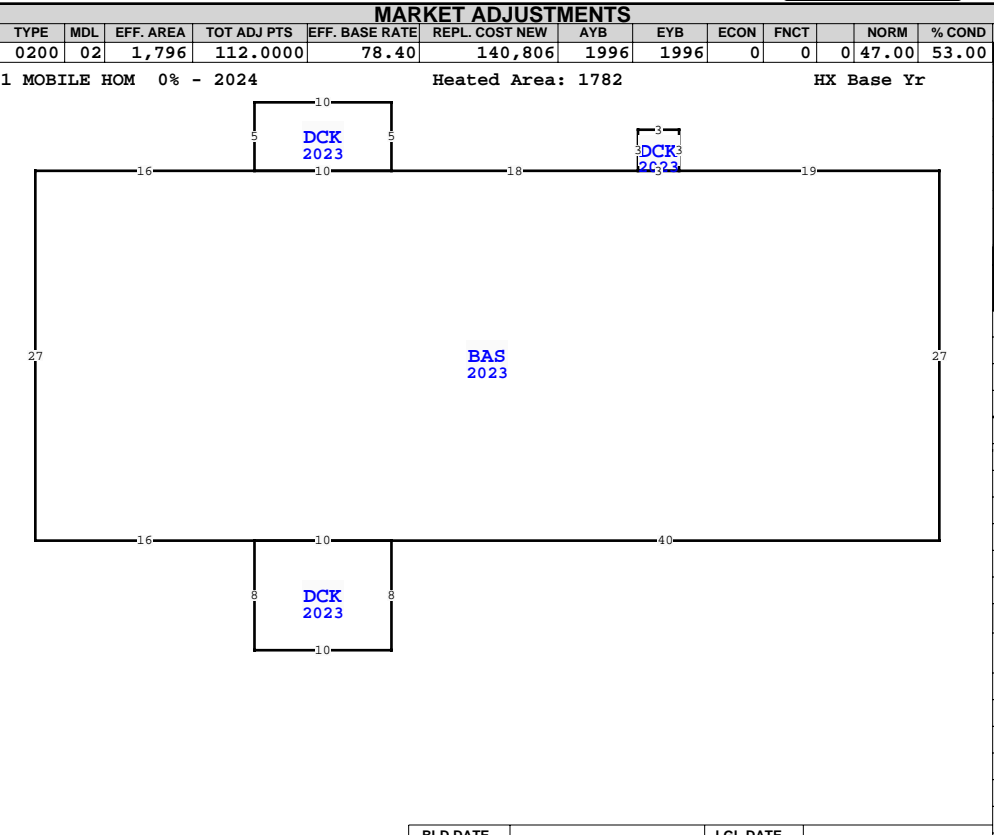 MARKET ADJUSTMENTS
TYPE MDL EFF. AREA TOT ADJ PTS EFF. BASE RATE REPL. COST NEW AYB EYB ECON FNCT NORM % COND
0200 02 1,796 112.0000 78.40 140,806 1996 1996 0 0 0 47.00 53.00
1 MOBILE HOM 0% - 2024 Heated Area: 1782 HX Base Yr
10
5 DCK 5
2023
3
3 DCK 3
2023
16 10 18 3 19
27 BAS 27
2023
16 10 40
8 DCK 8
2023
10
BLD DATE LGL DATE